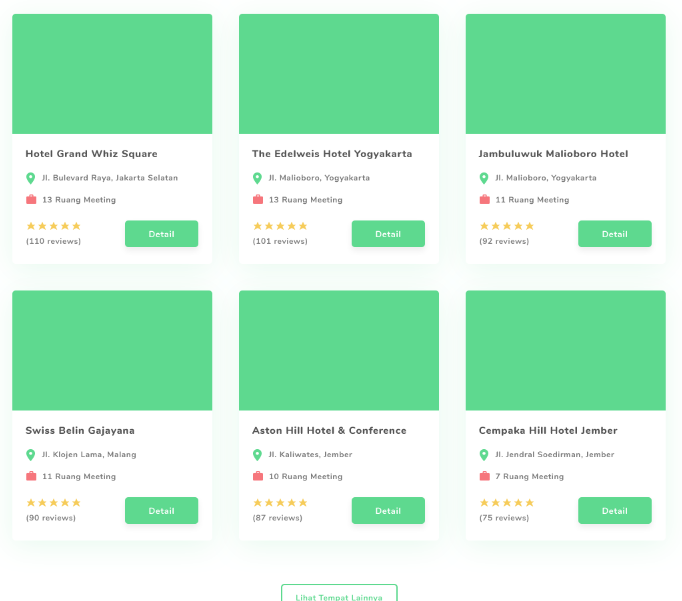 Hotel Grand Whiz Square
Jl. Bulevard Raya, Jakarta Selatan
13 Ruang Meeting
(110 reviews)
Detail
The Edelweis Hotel Yogyakarta
Jl. Malioboro, Yogyakarta
13 Ruang Meeting
(101 reviews)
Detail
Jambuluwuk Malioboro Hotel
Jl. Malioboro, Yogyakarta
11 Ruang Meeting
(92 reviews)
Detail
Swiss Belin Gajayana
Jl. Klojen Lama, Malang
11 Ruang Meeting
(90 reviews)
Detail
Aston Hill Hotel & Conference
Jl. Kaliwates, Jember
10 Ruang Meeting
(87 reviews)
Detail
Cempaka Hill Hotel Jember
Jl. Jendral Soedirman, Jember
7 Ruang Meeting
(75 reviews)
Detail
Lihat Tempat Lainnya